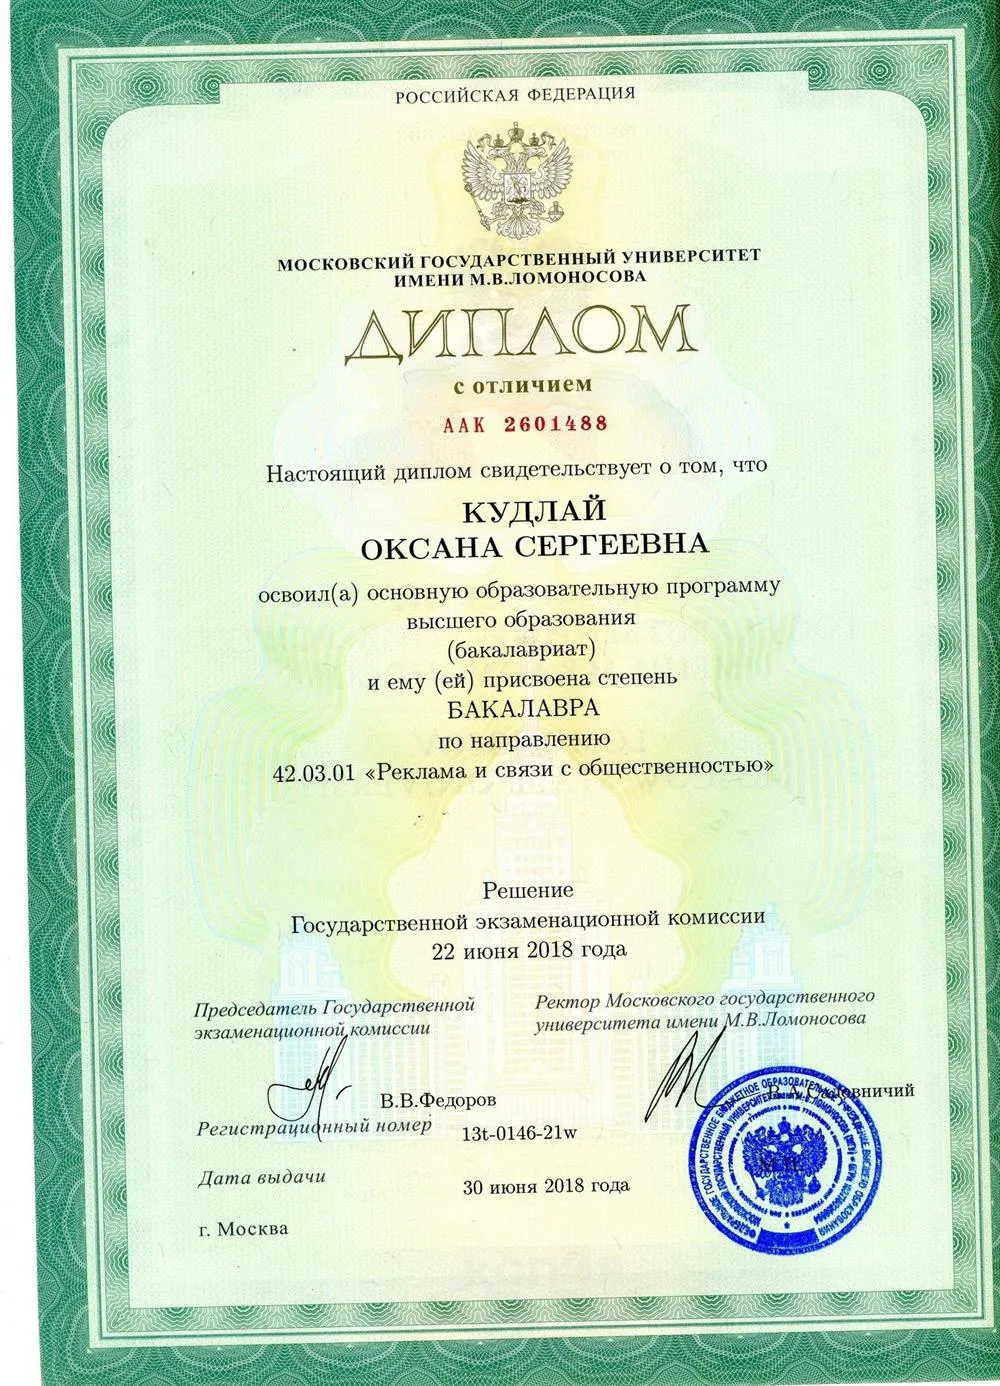 РОССИЙСКАЯ ФЕДЕРАЦИЯ
МОСКОВСКИЙ ГОСУДАРСТВЕННЫЙ УНИВЕРСИТЕТ
ИМЕНИ М.В.ЛОМОНОСОВА
ДИПЛОМ
с отличием
ААК 2601488
Настоящий диплом свидетельствует о том, что
КУДЛАЙ
ОКСАНА СЕРГЕЕВНА
освоил(а) основную образовательную программу
высшего образования
(бакалавриат)
и ему (ей) присвоена степень
БАКАЛАВРА
по направлению
42.03.01 «Реклама и связи с общественностью»
Решение
Государственной экзаменационной комиссии
22 июня 2018 года
Председатель Государственной
экзаменационной комиссии
Ректор Московского государственного
университета имени М.В.Ломоносова
В.В.Федоров
В.А.Садовничий
Регистрационный номер 13t-0146-21w
М.П.
Дата выдачи 30 июня 2018 года
г. Москва